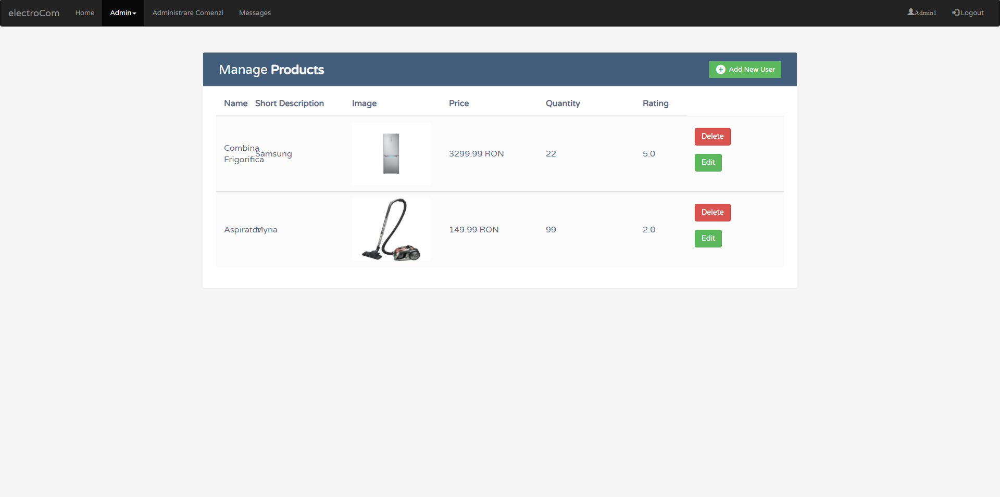 electroCom Home Admin Administrare Comenzi Messages Admin1 Logout
Manage Products Add New User
Name Short Description Image Price Quantity Rating
Combina Frigorifica Samsung 3299.99 RON 22 5.0 Delete Edit
Aspirator Myria 149.99 RON 99 2.0 Delete Edit